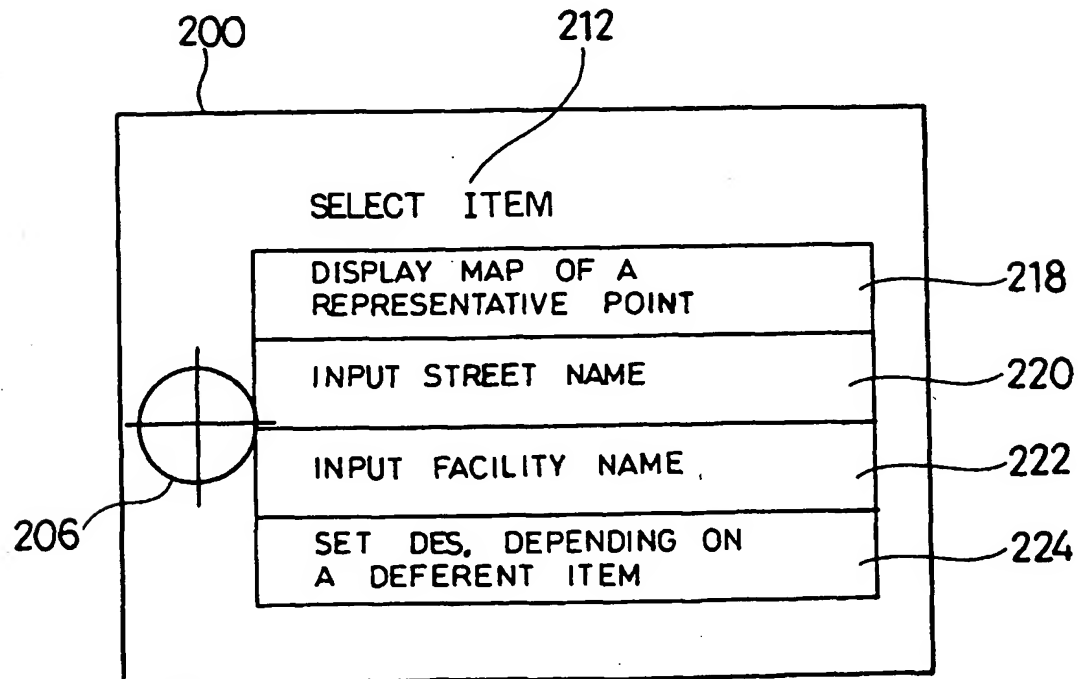 200
212
SELECT ITEM
DISPLAY MAP OF A
REPRESENTATIVE POINT
218
INPUT STREET NAME
220
INPUT FACILITY NAME
222
206
SET DES. DEPENDING ON
A DEFERENT ITEM
224